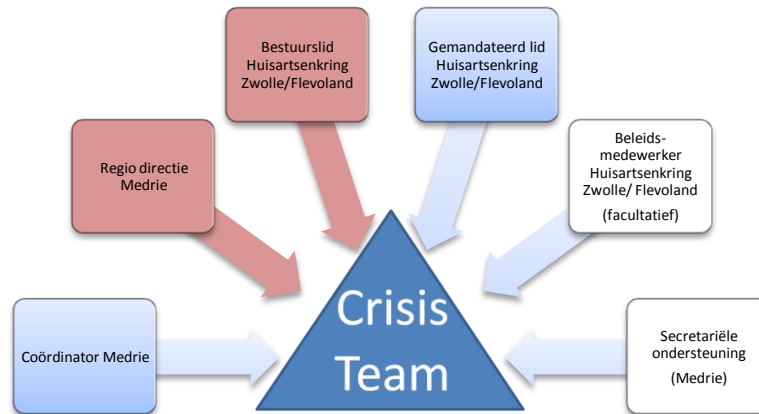 Bestuurslid
Huisartsenkring
Zwolle/Flevoland
Gemandateerd lid
Huisartsenkring
Zwolle/Flevoland
Regio directie
Medrie
Beleids-
medewerker
Huisartsenkring
Zwolle/ Flevoland
(facultatief)
Coördinator Medrie
Crisis
Team
Secretariële
ondersteuning
(Medrie)